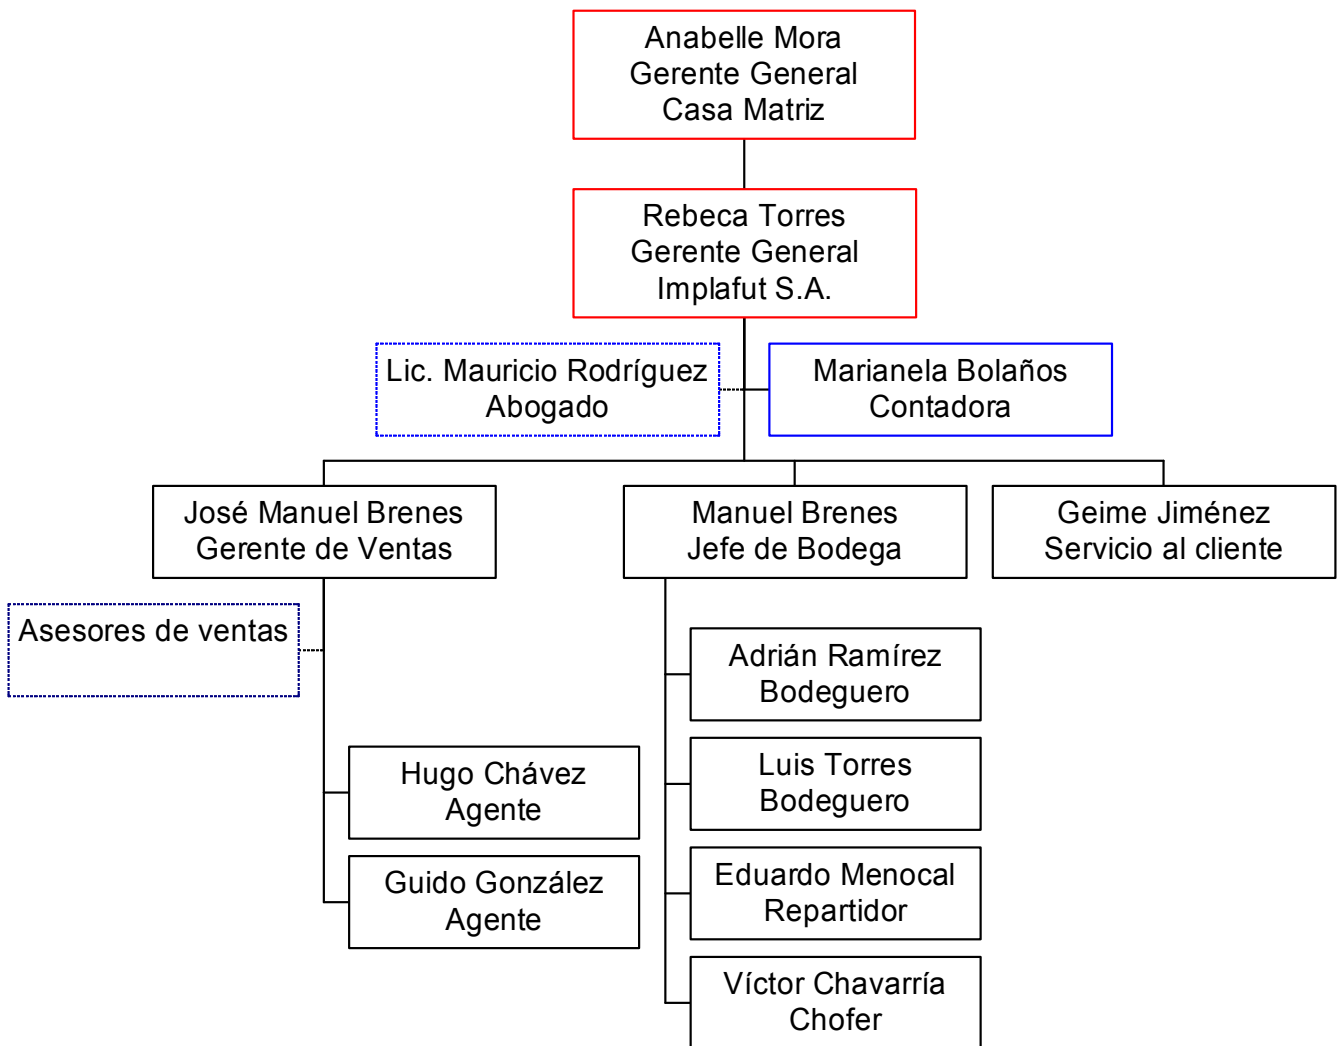 Anabelle Mora
Gerente General
Casa Matriz
Rebeca Torres
Gerente General
Implafut S.A.
Lic. Mauricio Rodríguez
Abogado
Marianela Bolaños
Contadora
José Manuel Brenes
Gerente de Ventas
Manuel Brenes
Jefe de Bodega
Geime Jiménez
Servicio al cliente
Asesores de ventas
Hugo Chávez
Agente
Guido González
Agente
Adrián Ramírez
Bodeguero
Luis Torres
Bodeguero
Eduardo Menocal
Repartidor
Víctor Chavarría
Chofer